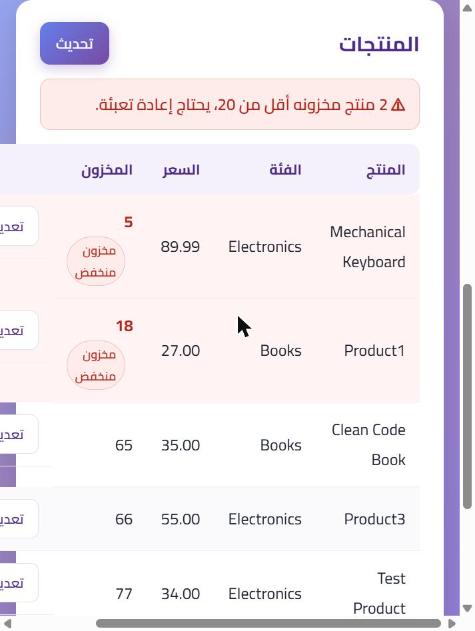 المنتجات
تحديث
⚠ 2 منتج مخزونه أقل من 20، يحتاج إعادة تعبئة.
المنتج الفئة السعر المخزون
Mechanical
Keyboard
Electronics 89.99 5
مخزون
منخفض
Product1 Books 27.00 18
مخزون
منخفض
Clean Code
Book
Books 35.00 65
Product3 Electronics 55.00 66
Test
Product
Electronics 34.00 77